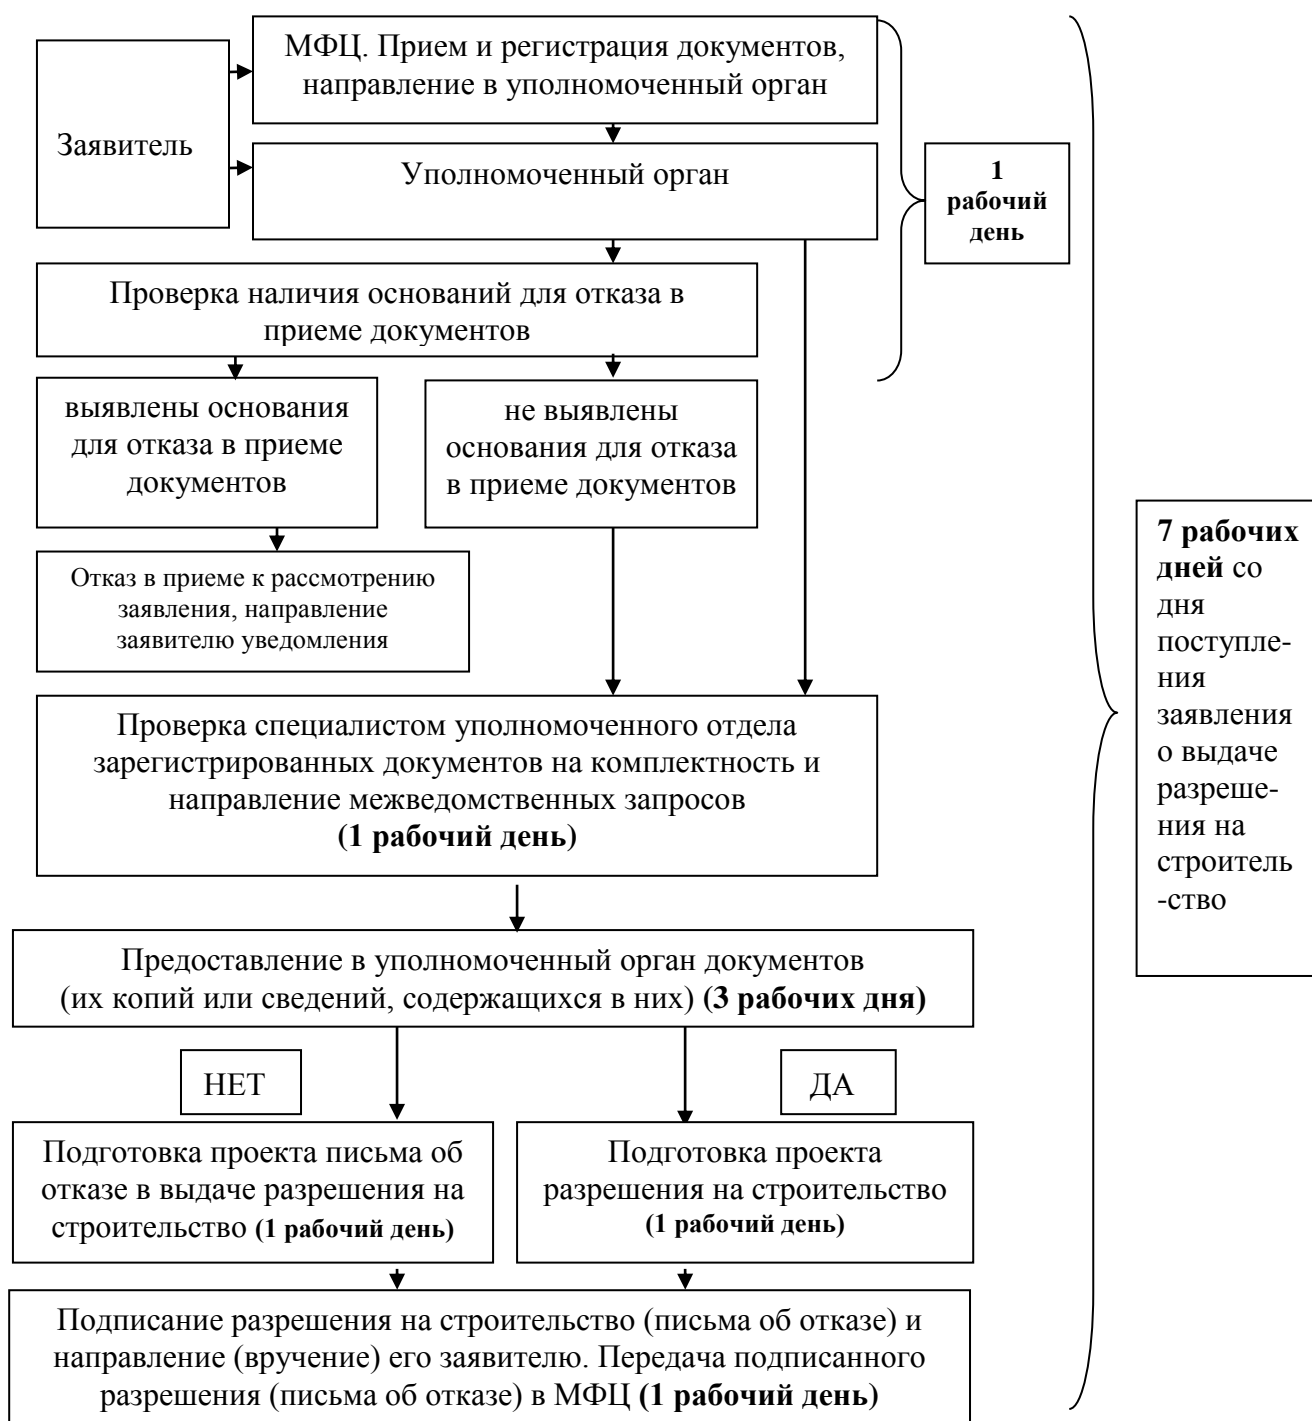 МФЦ. Прием и регистрация документов,
направление в уполномоченный орган
Заявитель
Уполномоченный орган
1
рабочий
день
Проверка наличия оснований для отказа в
приеме документов
выявлены основания
для отказа в приеме
документов
не выявлены
основания для отказа
в приеме документов
Отказ в приеме к рассмотрению
заявления, направление
заявителю уведомления
7 рабочих
дней со
дня
поступле-
ния
заявления
о выдаче
разреше-
ния на
строитель
-ство
Проверка специалистом уполномоченного отдела
зарегистрированных документов на комплектность и
направление межведомственных запросов
(1 рабочий день)
Предоставление в уполномоченный орган документов
(их копий или сведений, содержащихся в них) (3 рабочих дня)
НЕТ
ДА
Подготовка проекта письма об
отказе в выдаче разрешения на
строительство (1 рабочий день)
Подготовка проекта
разрешения на строительство
(1 рабочий день)
Подписание разрешения на строительство (письма об отказе) и
направление (вручение) его заявителю. Передача подписанного
разрешения (письма об отказе) в МФЦ (1 рабочий день)